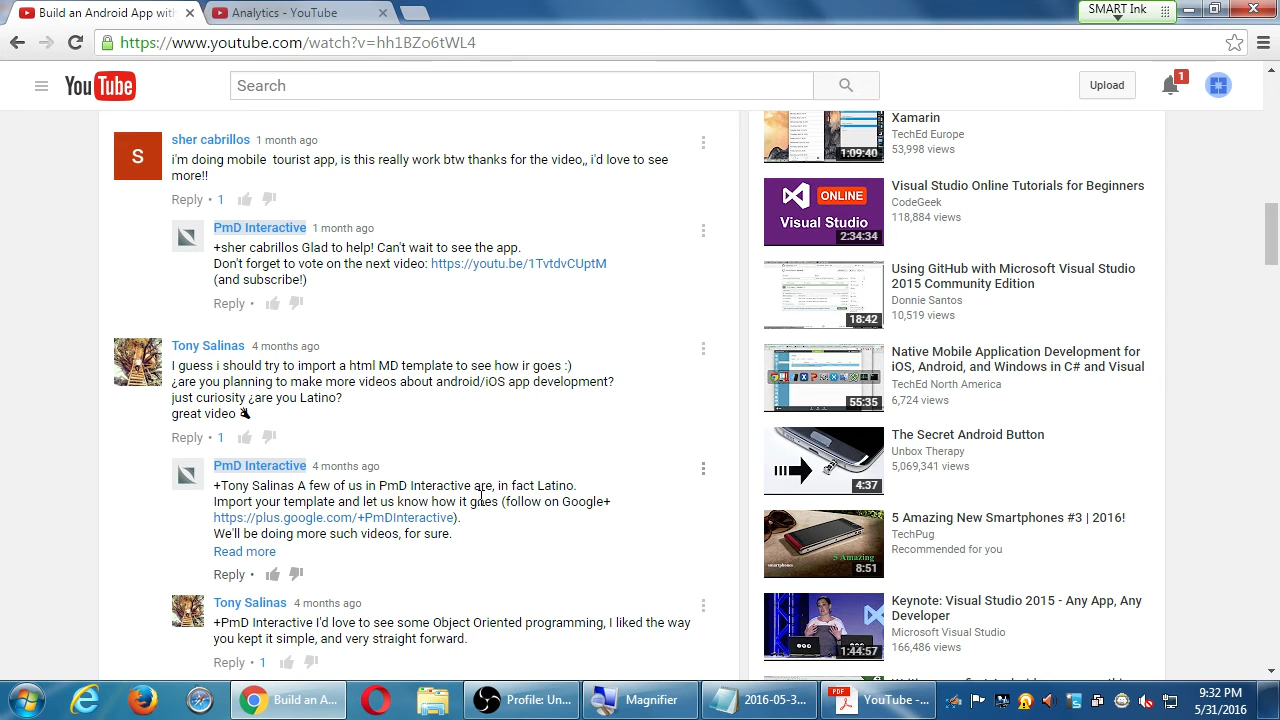 Build an Android App with
Analytics - YouTube
SMART Ink
https://www.youtube.com/watch?v=hh1BZo6tWL4
YouTube
Search
Upload
1
S
sher cabrillos 1 month ago
i'm doing mobile tourist app, is this really work btw thanks for the video,, i'd love to see
more!!
Reply • 1
PmD Interactive 1 month ago
+sher cabrillos Glad to help! Can't wait to see the app.
Don't forget to vote on the next video: https://youtu.be/1TvtdvCUptM
(and subscribe!)
Reply •
Tony Salinas 4 months ago
I guess i should try to import a html MD template to see how ir goes :)
¿are you planning to make more videos about android/iOS app development?
just curiosity ¿are you Latino?
great video
Reply • 1
PmD Interactive 4 months ago
+Tony Salinas A few of us in PmD Interactive are, in fact Latino.
Import your template and let us know how it goes (follow on Google+
https://plus.google.com/+PmDInteractive).
We'll be doing more such videos, for sure.
Read more
Reply •
Tony Salinas 4 months ago
+PmD Interactive I'd love to see some Object Oriented programming, I liked the way
you kept it simple, and very straight forward.
Reply • 1
Xamarin
TechEd Europe
53,998 views
1:09:40
ONLINE
Visual Studio
2:34:34
Visual Studio Online Tutorials for Beginners
CodeGeek
118,884 views
18:42
Using GitHub with Microsoft Visual Studio
2015 Community Edition
Donnie Santos
10,519 views
55:35
Native Mobile Application Development for
iOS, Android, and Windows in C# and Visual
TechEd North America
6,724 views
4:37
The Secret Android Button
Unbox Therapy
5,069,341 views
5 Amazing
smartphones
8:51
5 Amazing New Smartphones #3 | 2016!
TechPug
Recommended for you
1:44:57
Keynote: Visual Studio 2015 - Any App, Any
Developer
Microsoft Visual Studio
166,486 views
Build an A...
Profile: Un...
Magnifier
2016-05-3...
PDF
YouTube -...
9:32 PM
5/31/2016